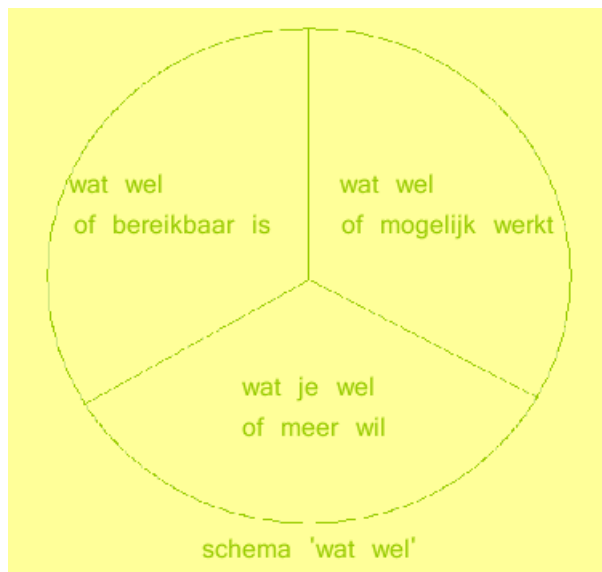 wat wel
of bereikbaar is
wat wel
of mogelijk werkt
wat je wel
of meer wil
schema 'wat wel'